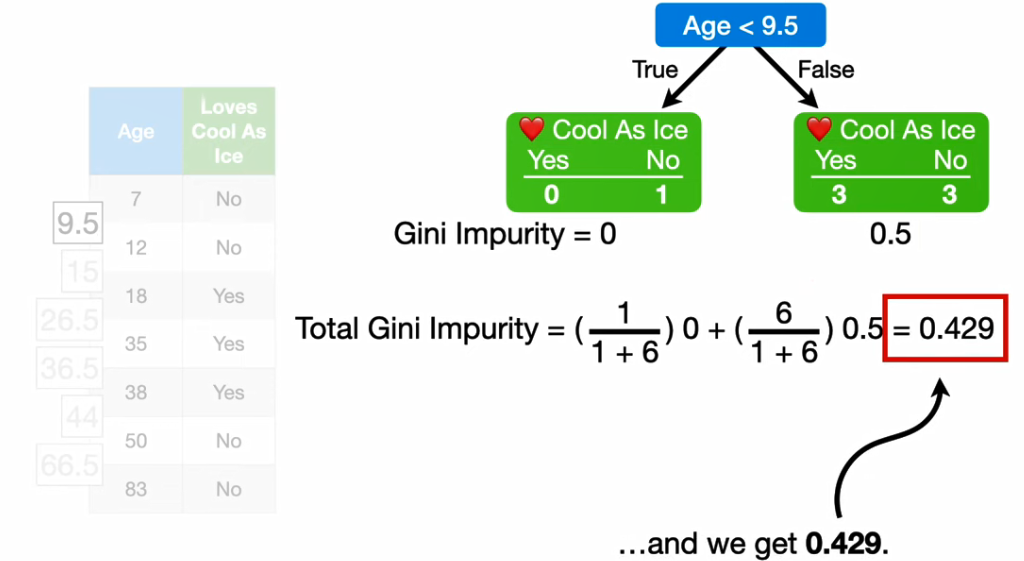 Age < 9.5
True False
❤️ Cool As Ice
Yes No
0 1
❤️ Cool As Ice
Yes No
3 3
Gini Impurity = 0
0.5
Age Loves Cool As Ice
7 No
12 No
18 Yes
35 Yes
38 Yes
50 No
83 No
9.5
15
26.5
36.5
44
66.5
Total Gini Impurity = ( 1 / 1 + 6 ) 0 + ( 6 / 1 + 6 ) 0.5 = 0.429
...and we get 0.429.